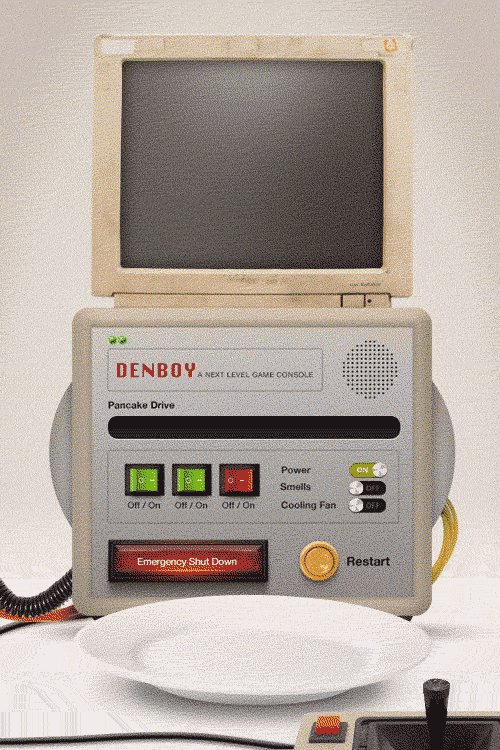 DENBOY A NEXT LEVEL GAME CONSOLE
Pancake Drive
Power ON
Smells OFF
Cooling Fan OFF
Off / On Off / On Off / On
Emergency Shut Down
Restart